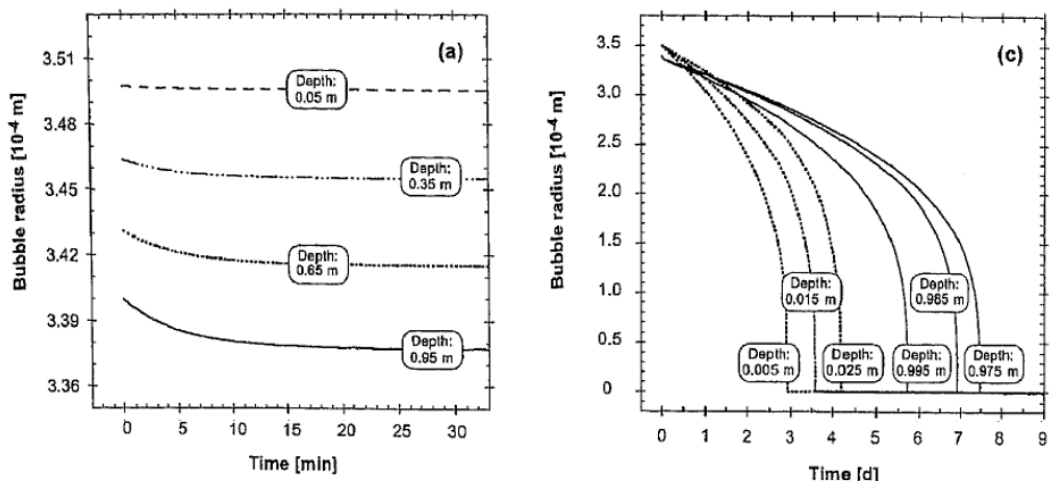 (a)
Bubble radius [10⁻⁴ m]
3.51
3.48
3.45
3.42
3.39
3.36
Depth:
0.05 m
Depth:
0.35 m
Depth:
0.65 m
Depth:
0.95 m
0
5
10
15
20
25
30
Time [min]
(c)
Bubble radius [10⁻⁴ m]
3.5
3.0
2.5
2.0
1.5
1.0
0.5
0
Depth:
0.015 m
Depth:
0.985 m
Depth:
0.005 m
Depth:
0.025 m
Depth:
0.995 m
Depth:
0.975 m
0
1
2
3
4
5
6
7
8
9
Time [d]